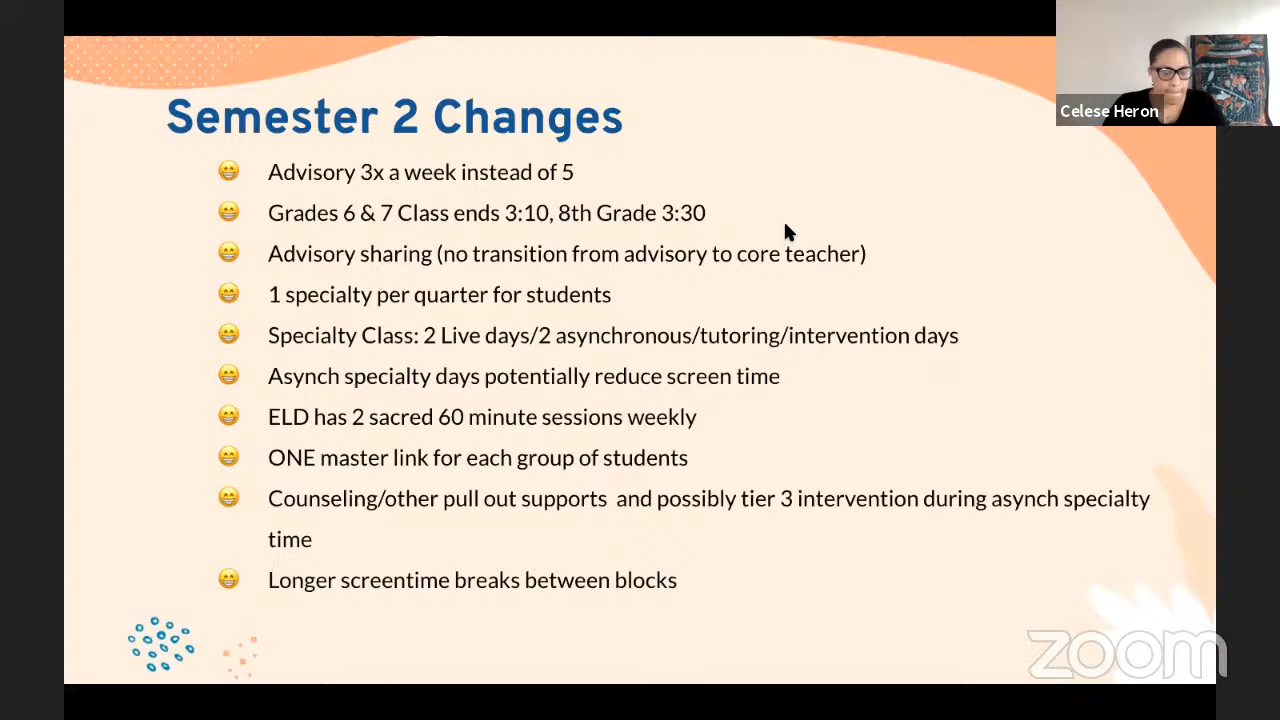 Semester 2 Changes
Celese Heron
😁 Advisory 3x a week instead of 5
😁 Grades 6 & 7 Class ends 3:10, 8th Grade 3:30
😁 Advisory sharing (no transition from advisory to core teacher)
😁 1 specialty per quarter for students
😁 Specialty Class: 2 Live days/2 asynchronous/tutoring/intervention days
😁 Asynch specialty days potentially reduce screen time
😁 ELD has 2 sacred 60 minute sessions weekly
😁 ONE master link for each group of students
😁 Counseling/other pull out supports  and possibly tier 3 intervention during asynch specialty
time
😁 Longer screentime breaks between blocks
zoom